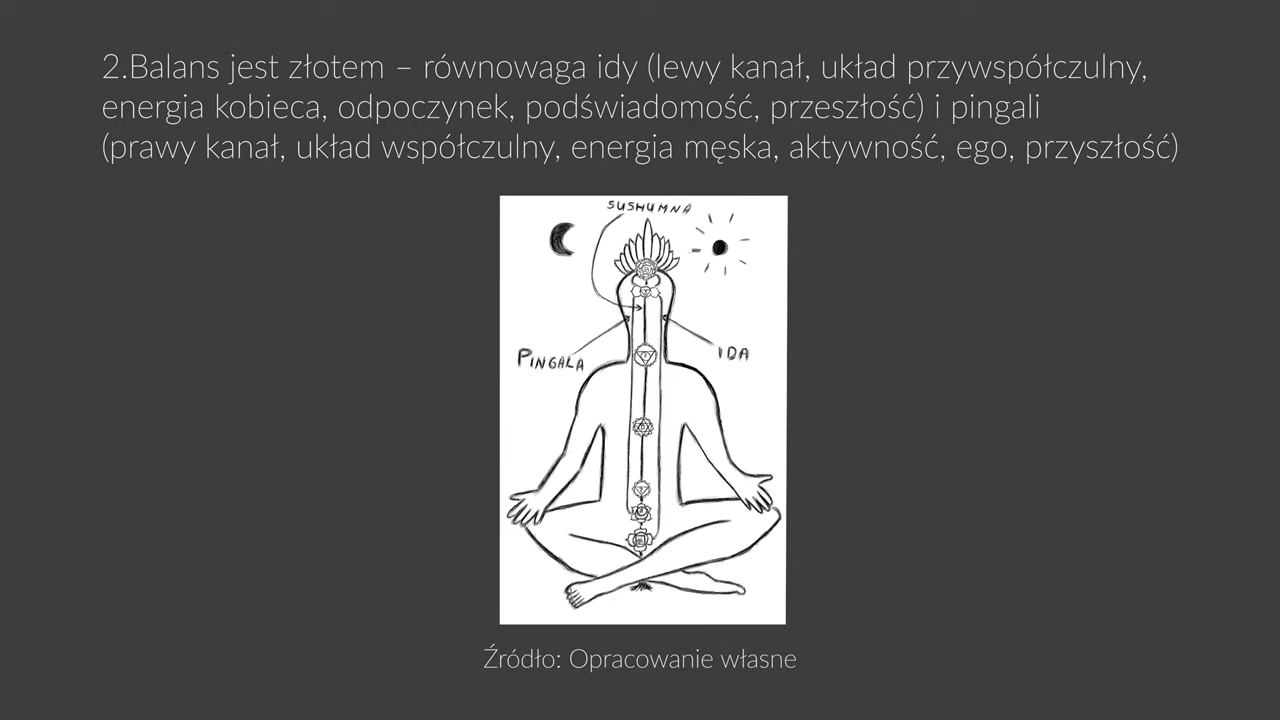 2.Balans jest złotem – równowaga idy (lewy kanał, układ przywspółczulny,
energia kobieca, odpoczynek, podświadomość, przeszłość) i pingali
(prawy kanał, układ współczulny, energia męska, aktywność, ego, przyszłość)
SUSHUMNA
PINGALA
IDA
Źródło: Opracowanie własne